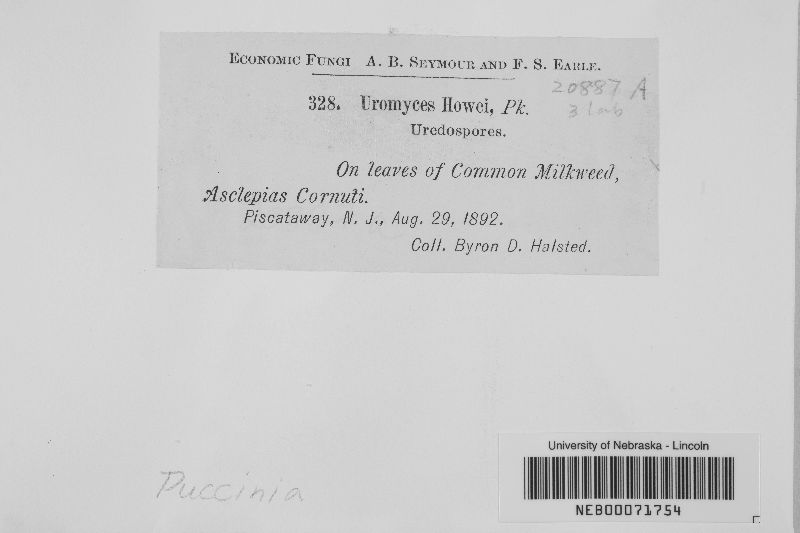 ECONOMIC FUNGI A. B. SEYMOUR AND F. S. EARLE.
20887 A
328. Uromyces Howei, Pk.
3 lab
Uredospores.
On leaves of Common Milkweed,
Asclepias Cornuti.
Piscataway, N. J., Aug. 29, 1892.
Coll. Byron D. Halsted.
University of Nebraska - Lincoln
NEB00071754
Puccinia